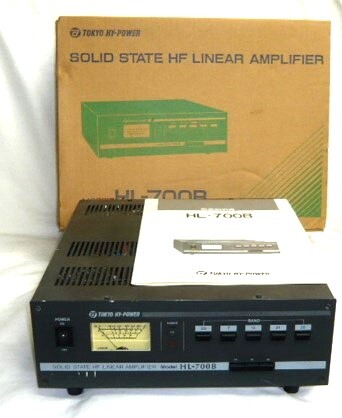 TOKYO HY-POWER
SOLID STATE HF LINEAR AMPLIFIER
HL-700B
HL-700B
TOKYO HY-POWER
TOKYO HY-POWER
POWER
BAND
SOLID STATE HF LINEAR AMPLIFIER Model HL-700B